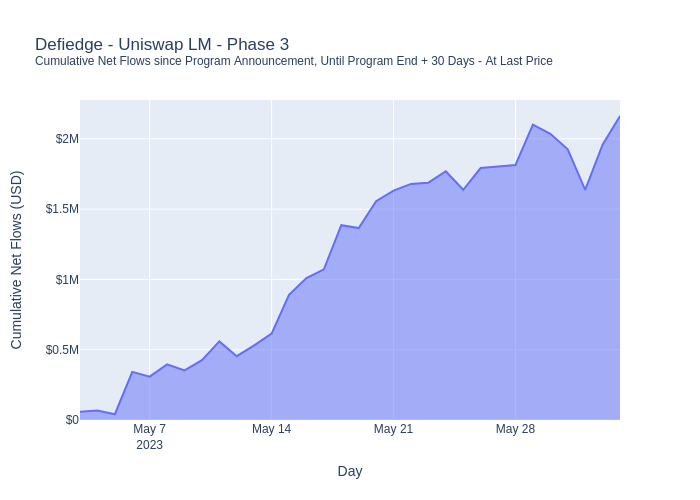 Defiedge - Uniswap LM - Phase 3
Cumulative Net Flows since Program Announcement, Until Program End + 30 Days - At Last Price
Cumulative Net Flows (USD)
$2M
$1.5M
$1M
$0.5M
$0
May 7
2023
May 14
May 21
May 28
Day